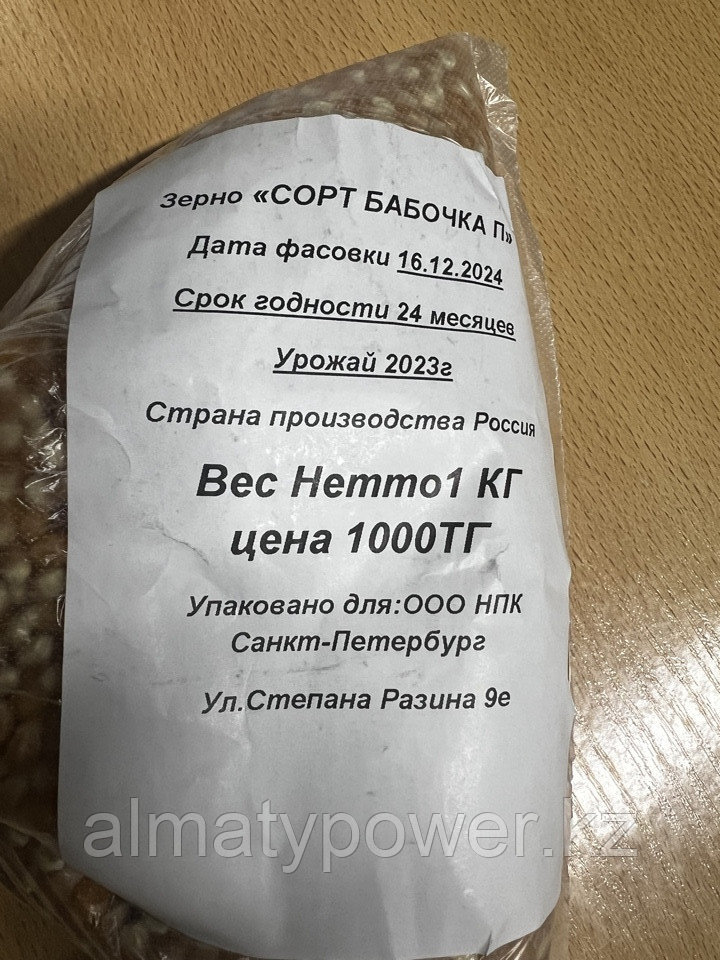 Зерно «СОРТ БАБОЧКА П»
Дата фасовки 16.12.2024
Срок годности 24 месяцев
Урожай 2023г
Страна производства Россия
Вес Нетто1 КГ
цена 1000ТГ
Упаковано для:ООО НПК
Санкт-Петербург
Ул.Степана Разина 9е
almatypower.kz